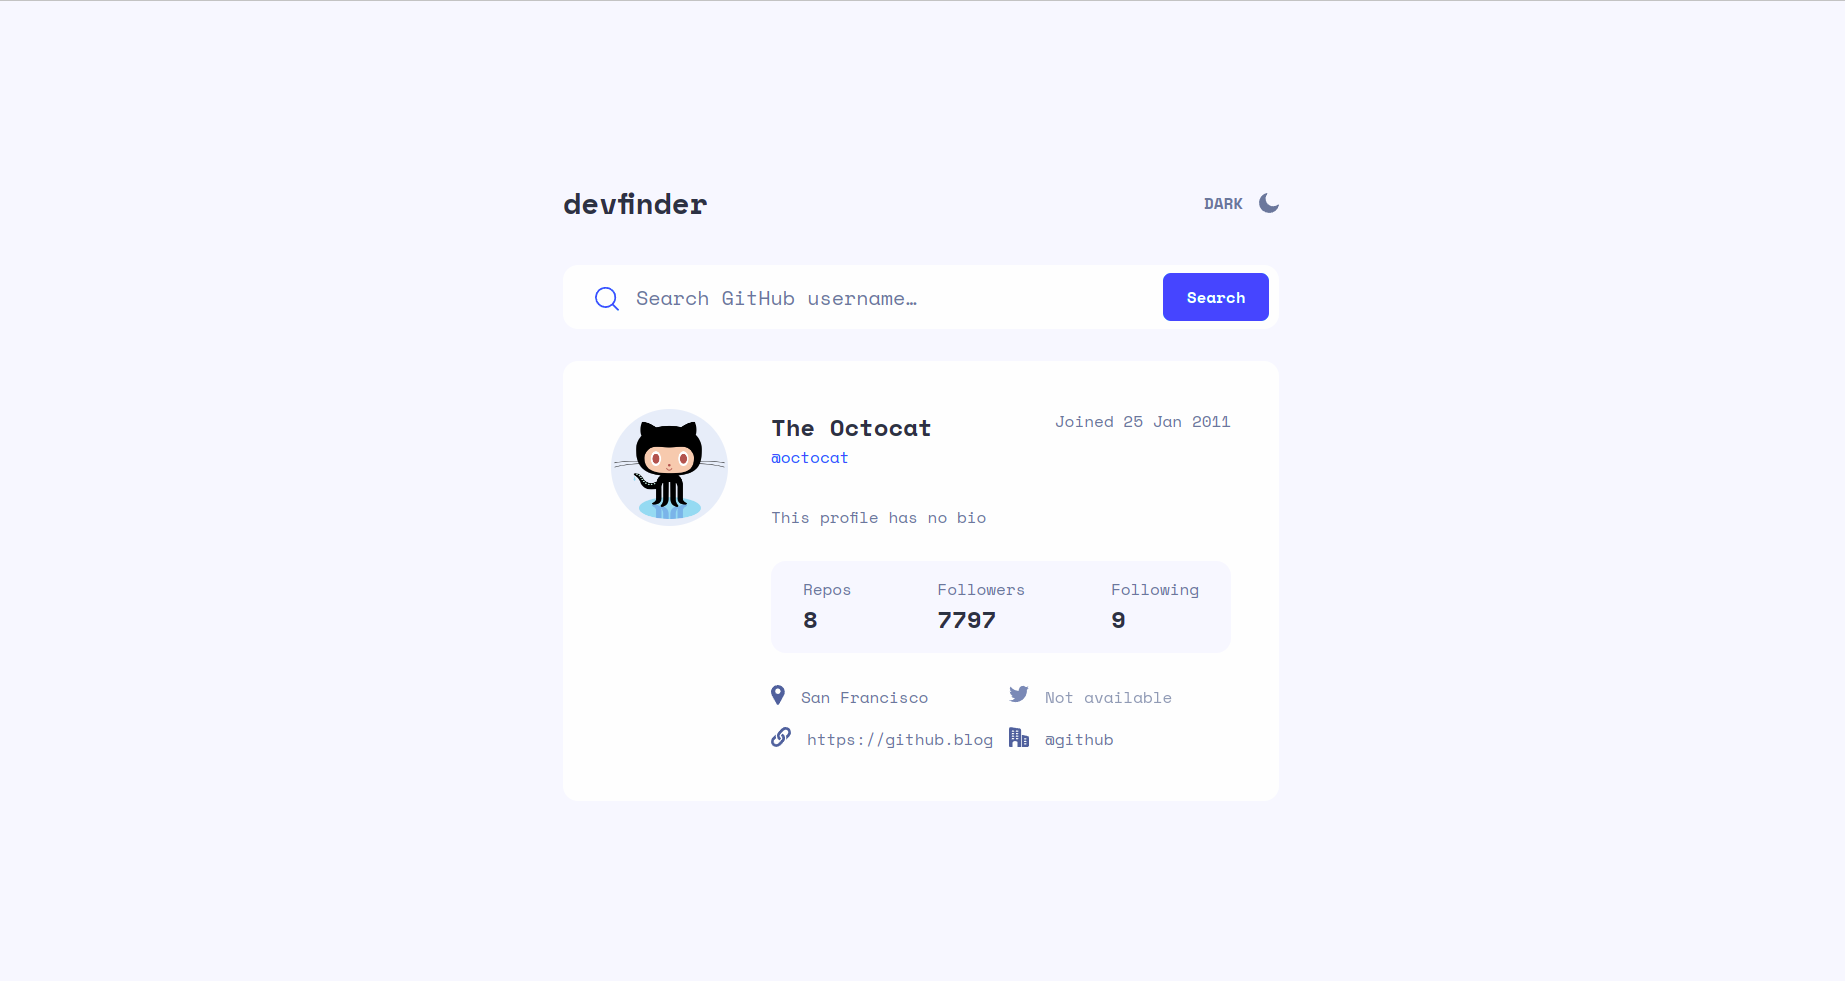 devfinder
DARK
Search GitHub username…
Search
The Octocat
Joined 25 Jan 2011
@octocat
This profile has no bio
Repos
Followers
Following
8
7797
9
San Francisco
Not available
https://github.blog
@github